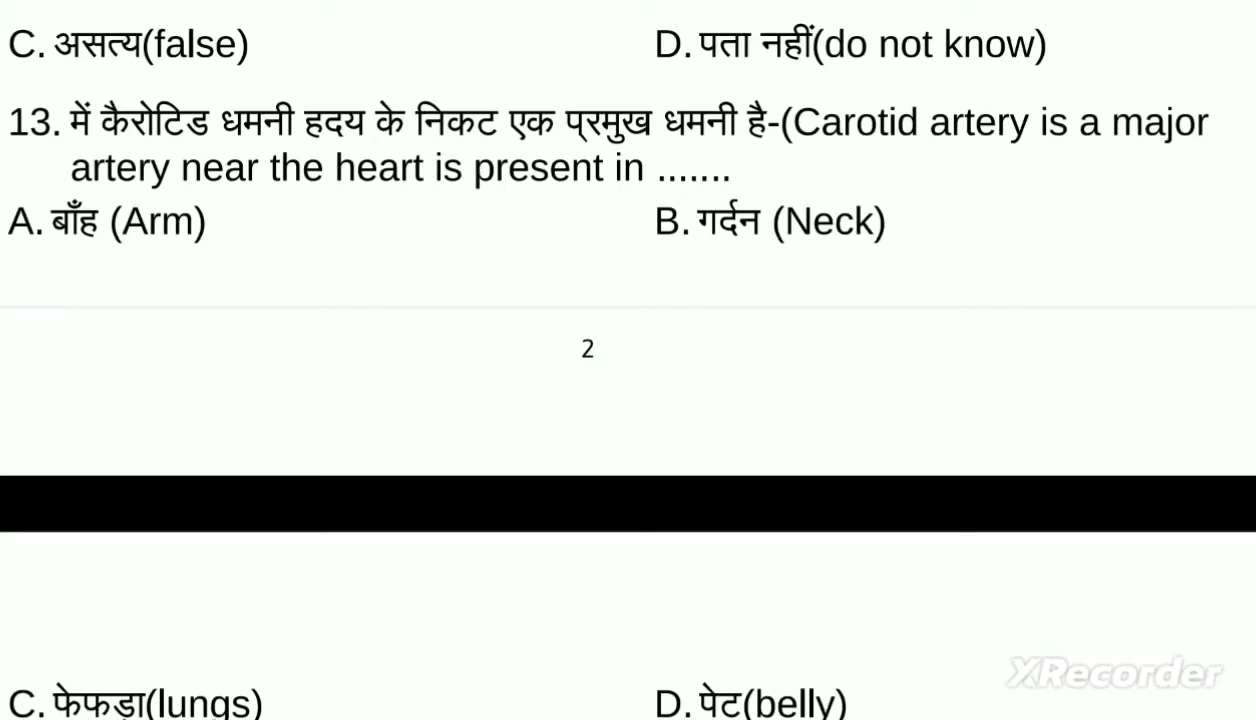 C. असत्य(false) D. पता नहीं(do not know)
13. में कैरोटिड धमनी हदय के निकट एक प्रमुख धमनी है-(Carotid artery is a major
artery near the heart is present in .......
A. बाँह (Arm) B. गर्दन (Neck)
2
XRecorder
C. फेफड़ा(lungs) D. पेट(belly)